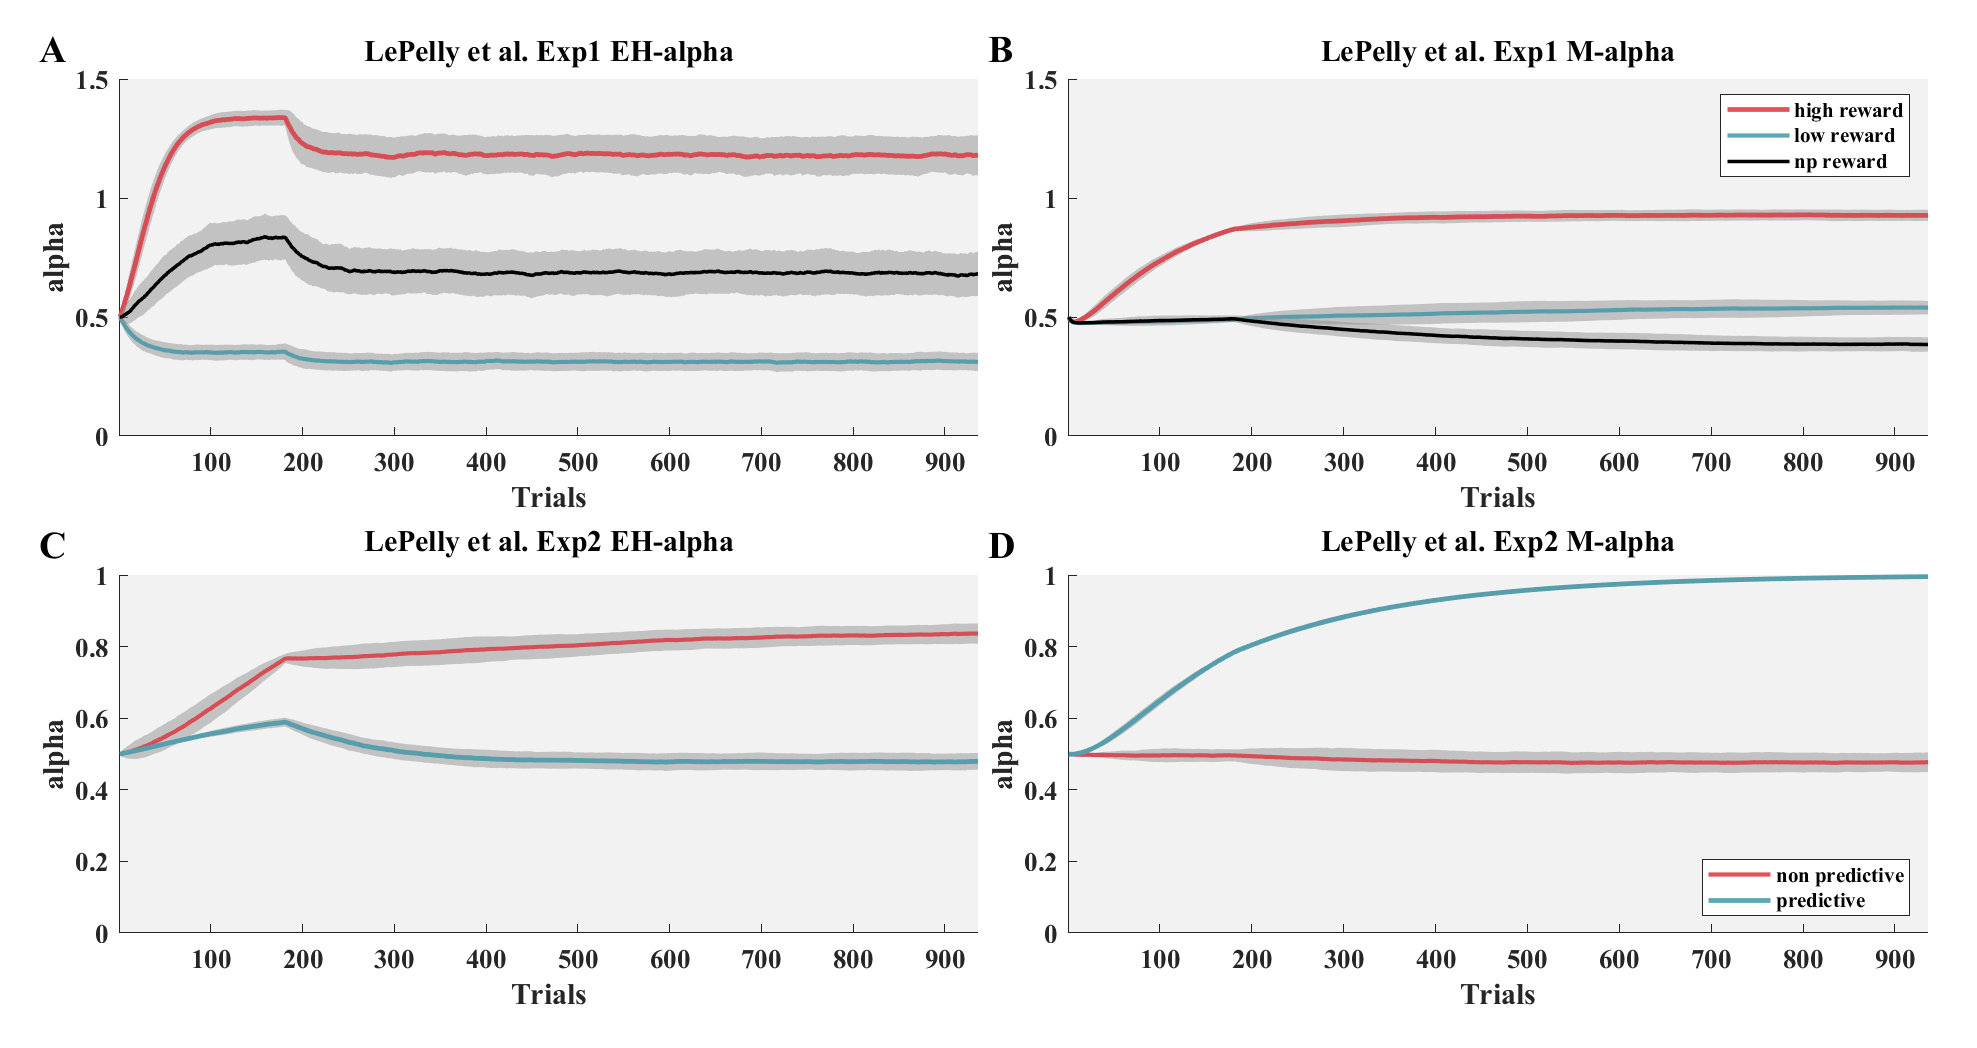 A
LePelly et al. Exp1 EH-alpha
1.5
1
0.5
0
alpha
100 200 300 400 500 600 700 800 900
Trials
B
LePelly et al. Exp1 M-alpha
1.5
1
0.5
0
alpha
high reward
low reward
np reward
100 200 300 400 500 600 700 800 900
Trials
C
LePelly et al. Exp2 EH-alpha
1
0.8
0.6
0.4
0.2
0
alpha
100 200 300 400 500 600 700 800 900
Trials
D
LePelly et al. Exp2 M-alpha
1
0.8
0.6
0.4
0.2
0
alpha
non predictive
predictive
100 200 300 400 500 600 700 800 900
Trials